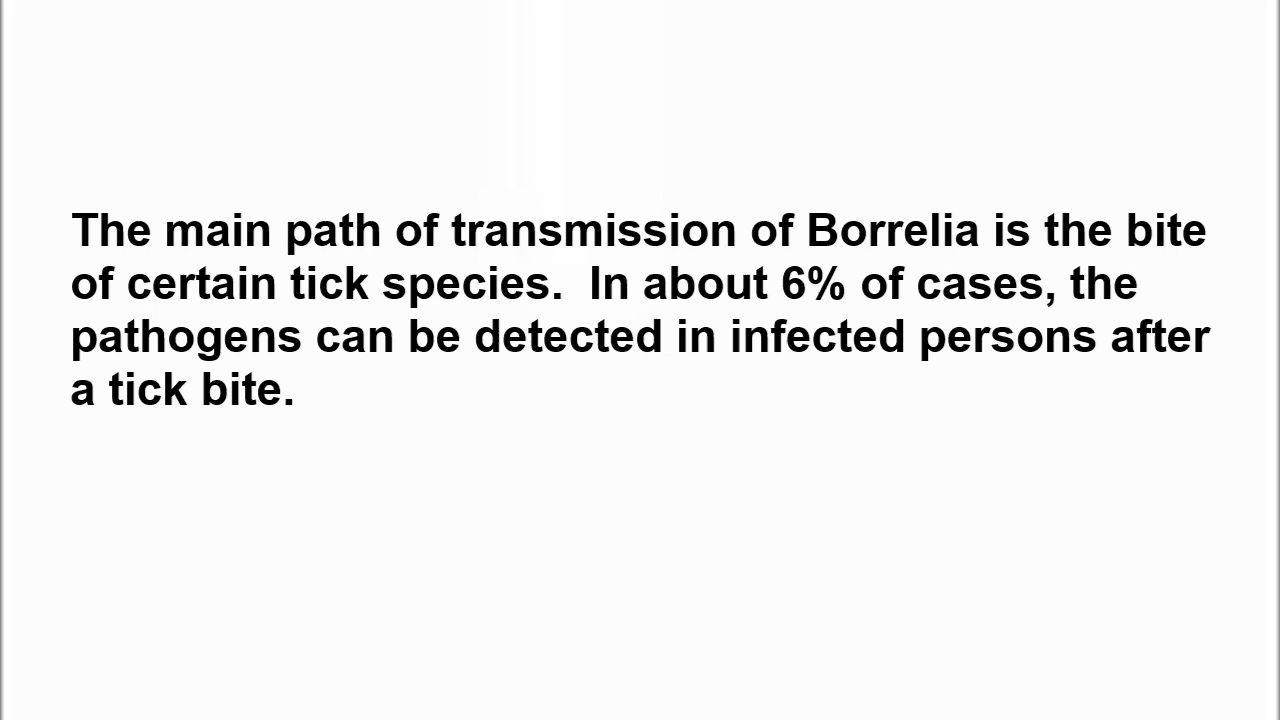 The main path of transmission of Borrelia is the bite
of certain tick species.  In about 6% of cases, the
pathogens can be detected in infected persons after
a tick bite.